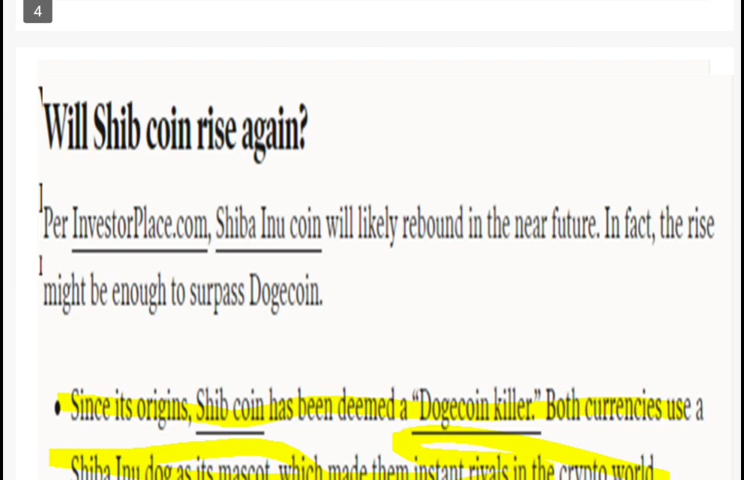 4
Will Shib coin rise again?
Per InvestorPlace.com, Shiba Inu coin will likely rebound in the near future. In fact, the rise
might be enough to surpass Dogecoin.
• Since its origins, Shib coin has been deemed a “Dogecoin killer.” Both currencies use a
Shiba Inu dog as its mascot, which made them instant rivals in the crypto world.